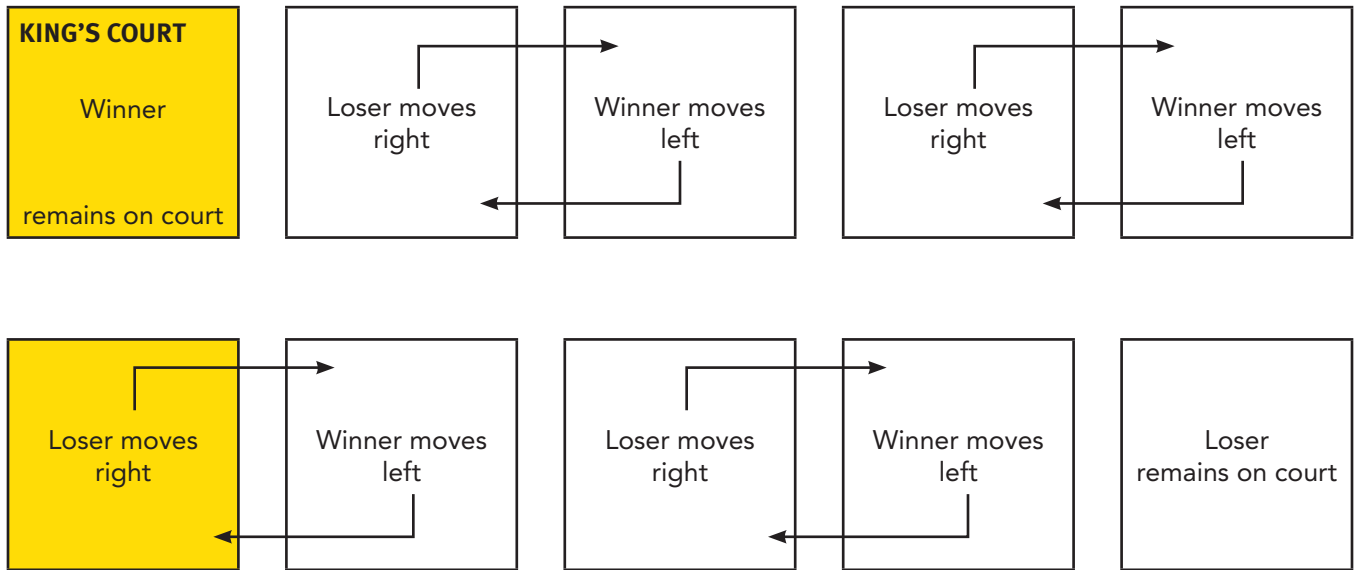 KING’S COURT
Winner
remains on court
Loser moves
right
Winner moves
left
Loser moves
right
Winner moves
left
Loser moves
right
Winner moves
left
Loser moves
right
Winner moves
left
Loser
remains on court